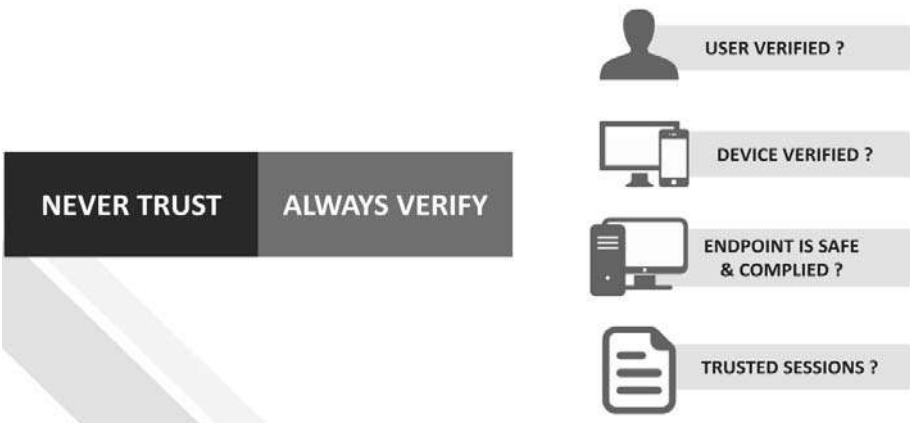 NEVER TRUST
ALWAYS VERIFY
USER VERIFIED ?
DEVICE VERIFIED ?
ENDPOINT IS SAFE
& COMPLIED ?
TRUSTED SESSIONS ?